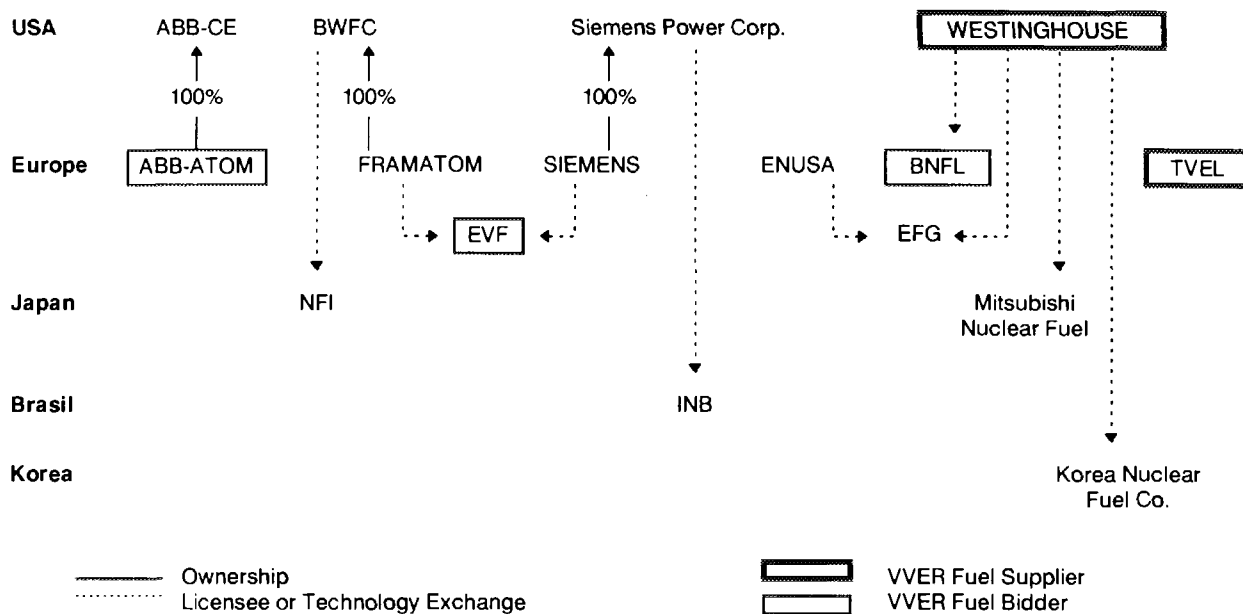 USA ABB-CE BWFC Siemens Power Corp. WESTINGHOUSE
100% 100% 100%
Europe ABB-ATOM FRAMATOM SIEMENS ENUSA BNFL TVEL
EVF EFG
Japan NFI Mitsubishi
Nuclear Fuel
Brasil INB
Korea Korea Nuclear
Fuel Co.
Ownership VVER Fuel Supplier
Licensee or Technology Exchange VVER Fuel Bidder